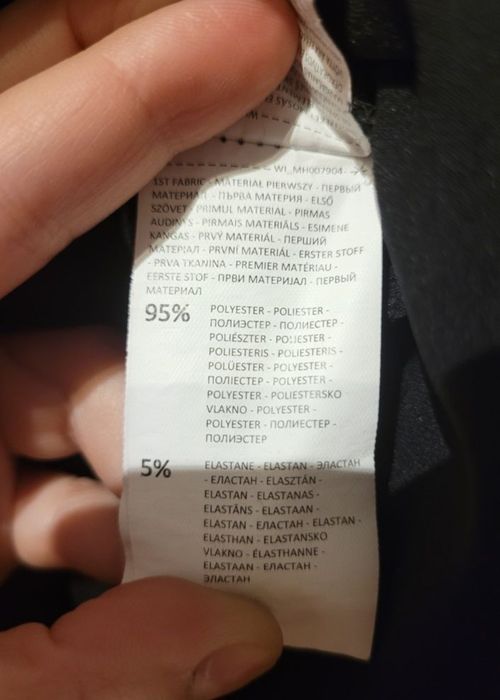 WI_MH007904
1ST FABRIC - MATERIAŁ PIERWSZY - ПЕРВЫЙ
МАТЕРИАЛ - ПЪРВА МАТЕРИЯ - ELSŐ
SZÖVET - PRIMUL MATERIAL - PIRMAS
AUDINYS - PIRMAIS MATERIĀLS - ESIMENE
KANGAS - PRVÝ MATERIÁL - ПЕРШИЙ
МАТЕРІАЛ - PRVNÍ MATERIÁL - ERSTER STOFF
- PRVA TKANINA - PREMIER MATÉRIAU -
EERSTE STOF - ПРВИ МАТЕРИЈАЛ - ПЕРВЫЙ
МАТЕРИАЛ
95% POLYESTER - POLIESTER -
ПОЛИЭСТЕР - ПОЛИЕСТЕР -
POLIÉSZTER - POLIESTER -
POLIESTERIS - POLIESTERIS -
POLÜESTER - POLYESTER -
ПОЛІЕСТЕР - POLYESTER -
POLYESTER - POLIESTERSKO
VLAKNO - POLYESTER -
POLYESTER - ПОЛИЕСТЕР -
ПОЛИЭСТЕР
5% ELASTANE - ELASTAN - ЭЛАСТАН
- ЕЛАСТАН - ELASZTÁN -
ELASTAN - ELASTANAS -
ELASTĀNS - ELASTAAN -
ELASTAN - ЕЛАСТАН - ELASTAN -
ELASTHAN - ELASTANSKO
VLAKNO - ÉLASTHANNE -
ELASTAAN - ЕЛАСТАН -
ЭЛАСТАН